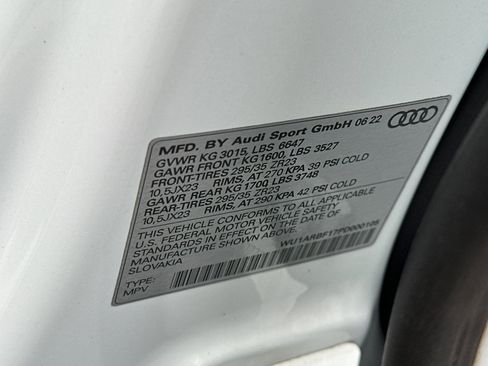 MFD. BY Audi Sport GmbH 06 22
GVWR KG 3015, LBS 6647
GAWR FRONT KG1600, LBS 3527
FRONT-TIRES 295/35 ZR23
10,5JX23 RIMS, AT 270 KPA 39 PSI COLD
GAWR REAR KG 1700 LBS 3748
REAR-TIRES 295/35 ZR23
10,5JX23 RIMS, AT 290 KPA 42 PSI COLD
THIS VEHICLE CONFORMS TO ALL APPLICABLE
U.S. FEDERAL MOTOR VEHICLE SAFETY
STANDARDS IN EFFECT ON THE DATE OF
MANUFACTURE SHOWN ABOVE.
SLOVAKIA
WU1ARBF17PD000105
TYPE:
MPV